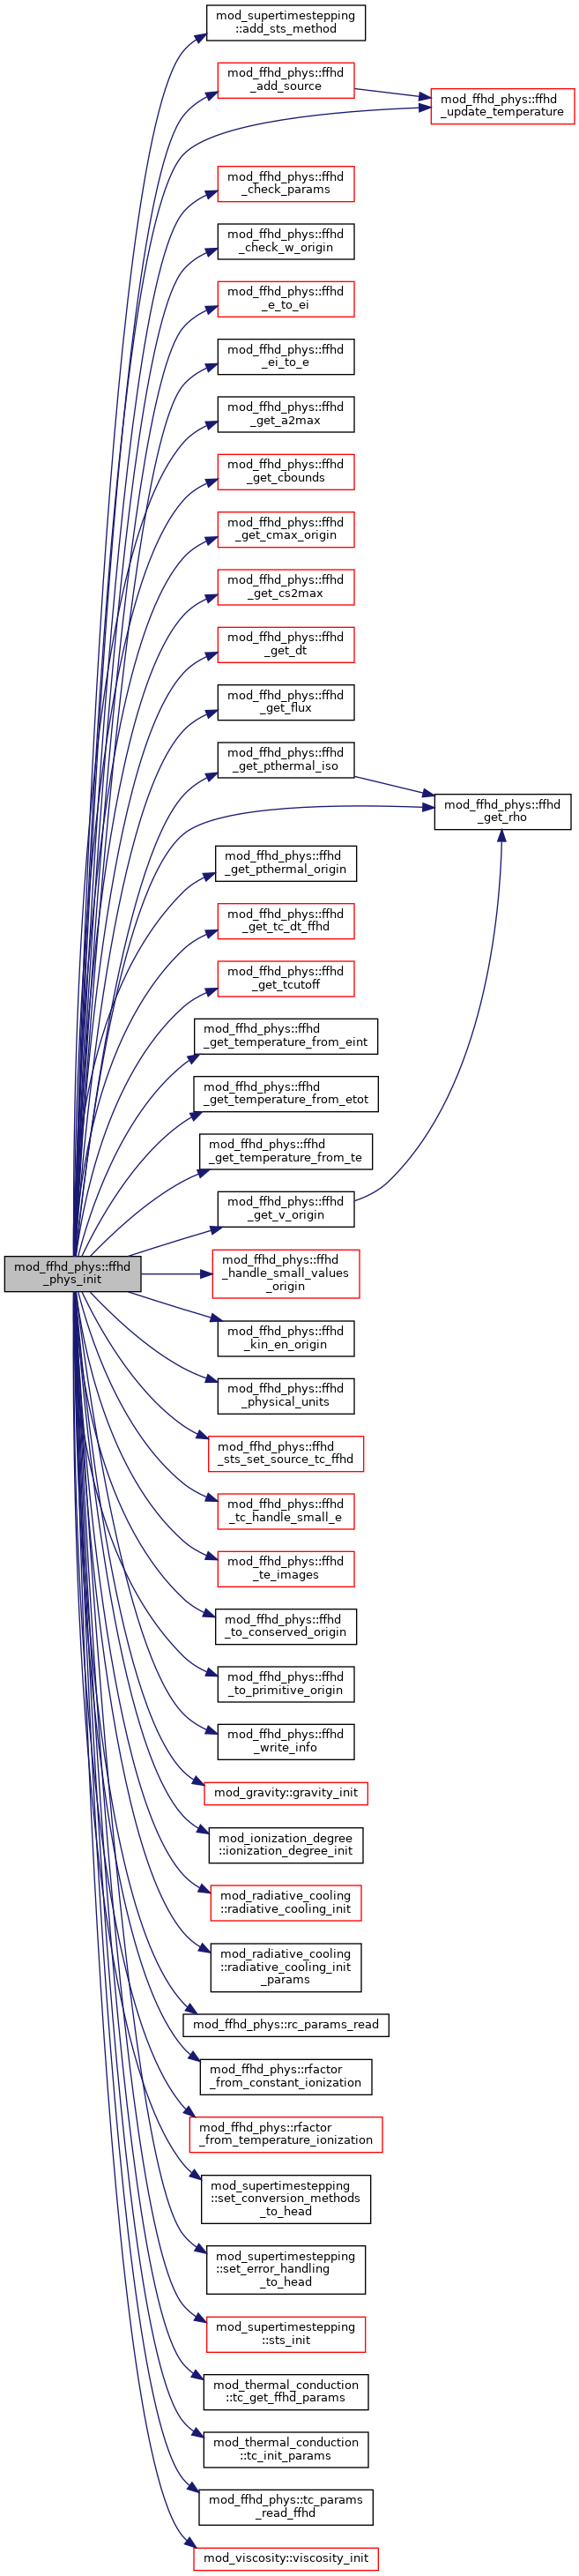 mod_supertimestepping
::add_sts_method
mod_ffhd_phys::ffhd
_add_source
mod_ffhd_phys::ffhd
_update_temperature
mod_ffhd_phys::ffhd
_check_params
mod_ffhd_phys::ffhd
_check_w_origin
mod_ffhd_phys::ffhd
_e_to_ei
mod_ffhd_phys::ffhd
_ei_to_e
mod_ffhd_phys::ffhd
_get_a2max
mod_ffhd_phys::ffhd
_get_cbounds
mod_ffhd_phys::ffhd
_get_cmax_origin
mod_ffhd_phys::ffhd
_get_cs2max
mod_ffhd_phys::ffhd
_get_dt
mod_ffhd_phys::ffhd
_get_flux
mod_ffhd_phys::ffhd
_get_pthermal_iso
mod_ffhd_phys::ffhd
_get_rho
mod_ffhd_phys::ffhd
_get_pthermal_origin
mod_ffhd_phys::ffhd
_get_tc_dt_ffhd
mod_ffhd_phys::ffhd
_get_tcutoff
mod_ffhd_phys::ffhd
_get_temperature_from_eint
mod_ffhd_phys::ffhd
_get_temperature_from_etot
mod_ffhd_phys::ffhd
_get_temperature_from_te
mod_ffhd_phys::ffhd
_get_v_origin
mod_ffhd_phys::ffhd
_phys_init
mod_ffhd_phys::ffhd
_handle_small_values
_origin
mod_ffhd_phys::ffhd
_kin_en_origin
mod_ffhd_phys::ffhd
_physical_units
mod_ffhd_phys::ffhd
_sts_set_source_tc_ffhd
mod_ffhd_phys::ffhd
_tc_handle_small_e
mod_ffhd_phys::ffhd
_te_images
mod_ffhd_phys::ffhd
_to_conserved_origin
mod_ffhd_phys::ffhd
_to_primitive_origin
mod_ffhd_phys::ffhd
_write_info
mod_gravity::gravity_init
mod_ionization_degree
::ionization_degree_init
mod_radiative_cooling
::radiative_cooling_init
mod_radiative_cooling
::radiative_cooling_init
_params
mod_ffhd_phys::rc_params_read
mod_ffhd_phys::rfactor
_from_constant_ionization
mod_ffhd_phys::rfactor
_from_temperature_ionization
mod_supertimestepping
::set_conversion_methods
_to_head
mod_supertimestepping
::set_error_handling
_to_head
mod_supertimestepping
::sts_init
mod_thermal_conduction
::tc_get_ffhd_params
mod_thermal_conduction
::tc_init_params
mod_ffhd_phys::tc_params
_read_ffhd
mod_viscosity::viscosity_init